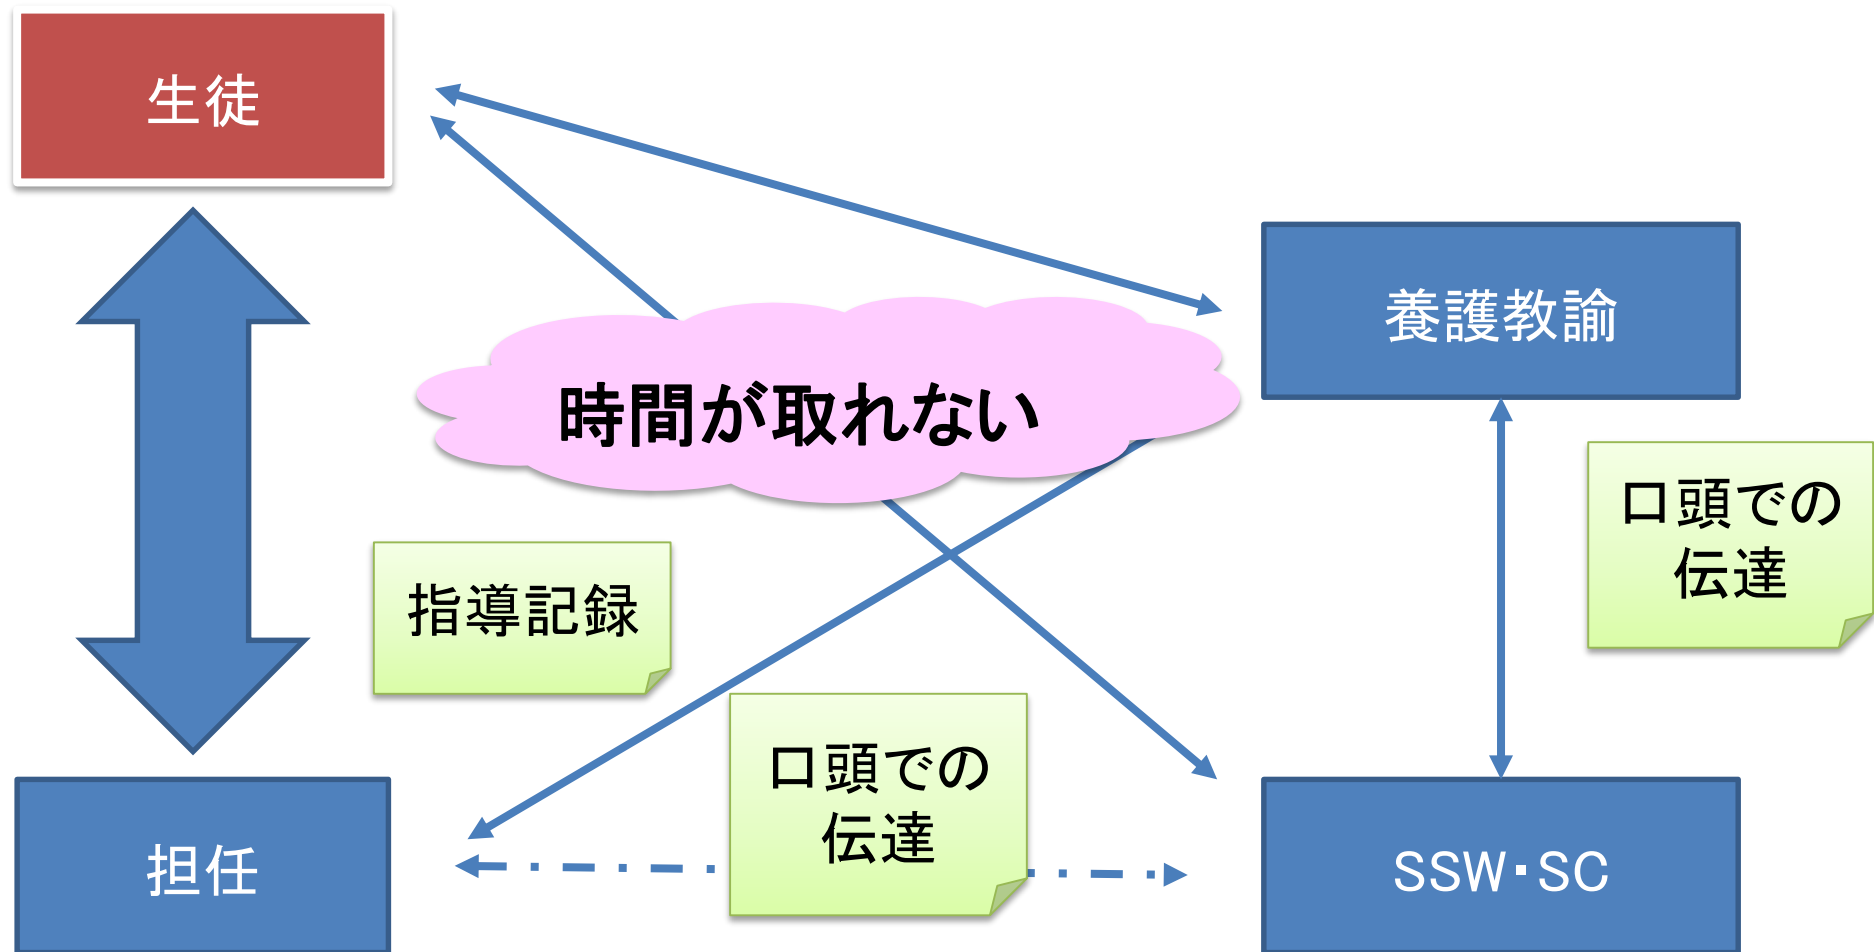 生徒
養護教諭
時間が取れない
口頭での
伝達
指導記録
口頭での
伝達
担任
SSW・SC